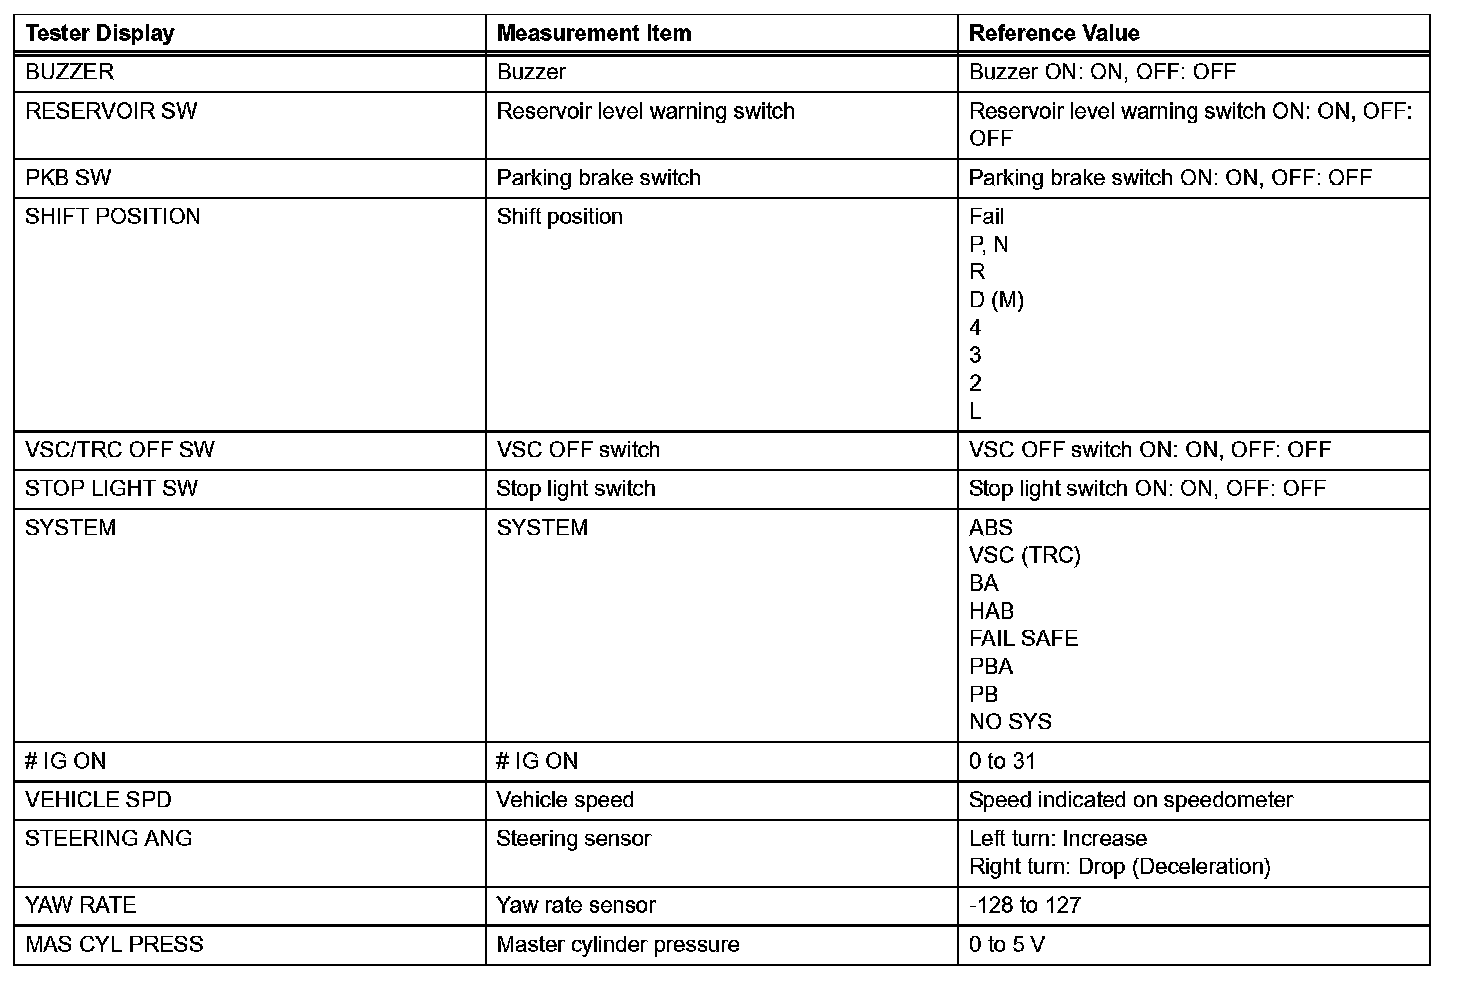 Tester Display Measurement Item Reference Value
BUZZER Buzzer Buzzer ON: ON, OFF: OFF
RESERVOIR SW Reservoir level warning switch Reservoir level warning switch ON: ON, OFF:
OFF
PKB SW Parking brake switch Parking brake switch ON: ON, OFF: OFF
SHIFT POSITION Shift position Fail
P, N
R
D (M)
4
3
2
L
VSC/TRC OFF SW VSC OFF switch VSC OFF switch ON: ON, OFF: OFF
STOP LIGHT SW Stop light switch Stop light switch ON: ON, OFF: OFF
SYSTEM SYSTEM ABS
VSC (TRC)
BA
HAB
FAIL SAFE
PBA
PB
NO SYS
# IG ON # IG ON 0 to 31
VEHICLE SPD Vehicle speed Speed indicated on speedometer
STEERING ANG Steering sensor Left turn: Increase
Right turn: Drop (Deceleration)
YAW RATE Yaw rate sensor -128 to 127
MAS CYL PRESS Master cylinder pressure 0 to 5 V